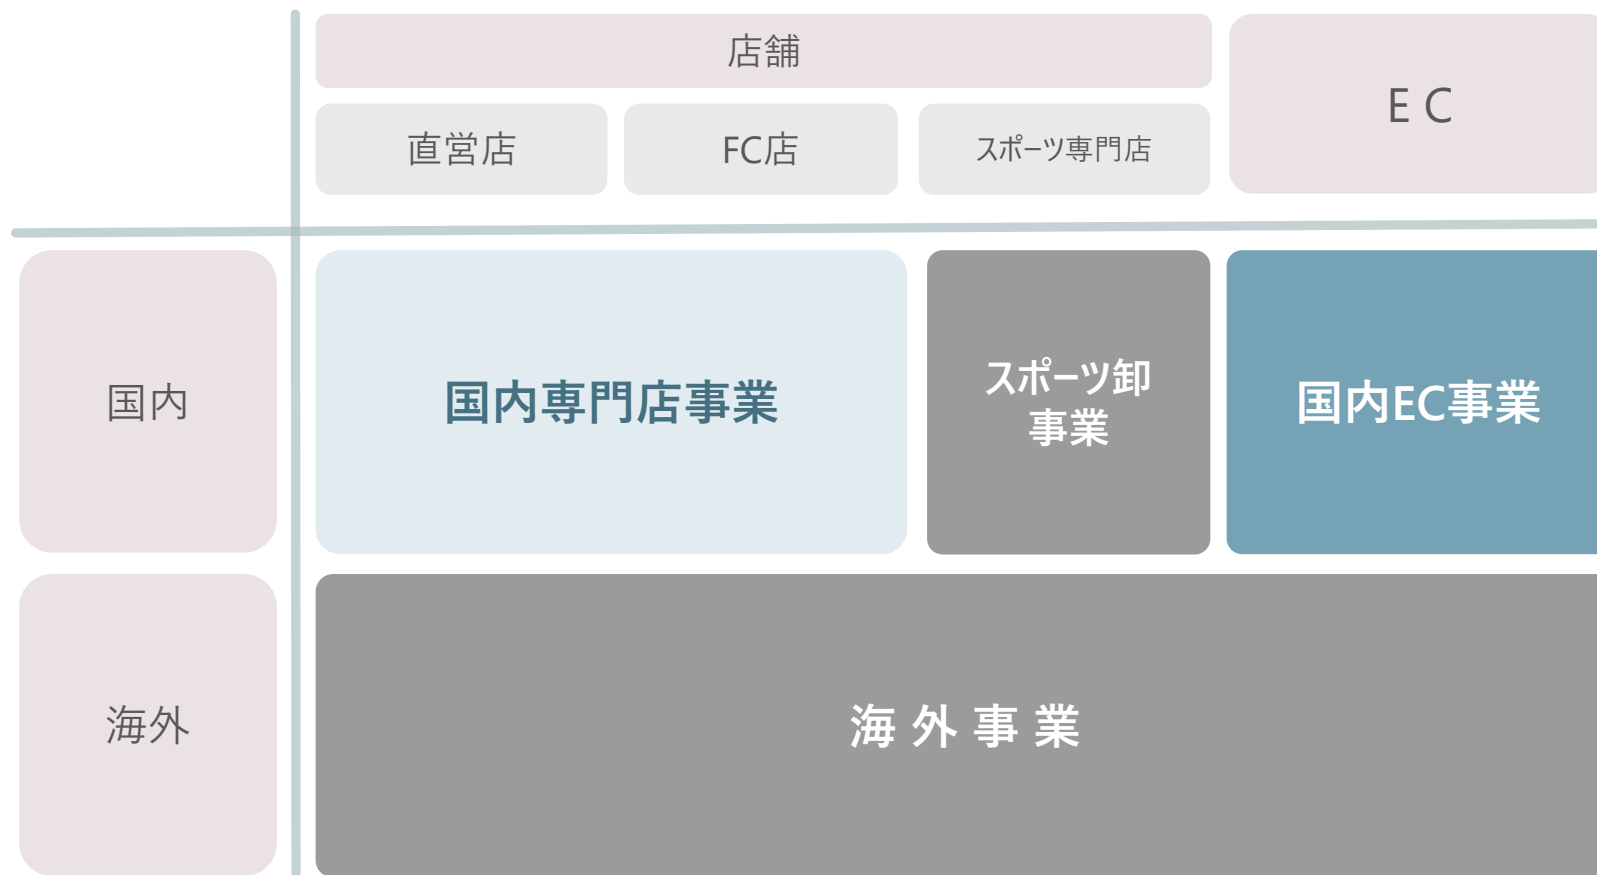 店舗
E C
直営店
FC店
スポーツ専門店
国内
国内専門店事業
スポーツ卸
事業
国内EC事業
海外
海外事業